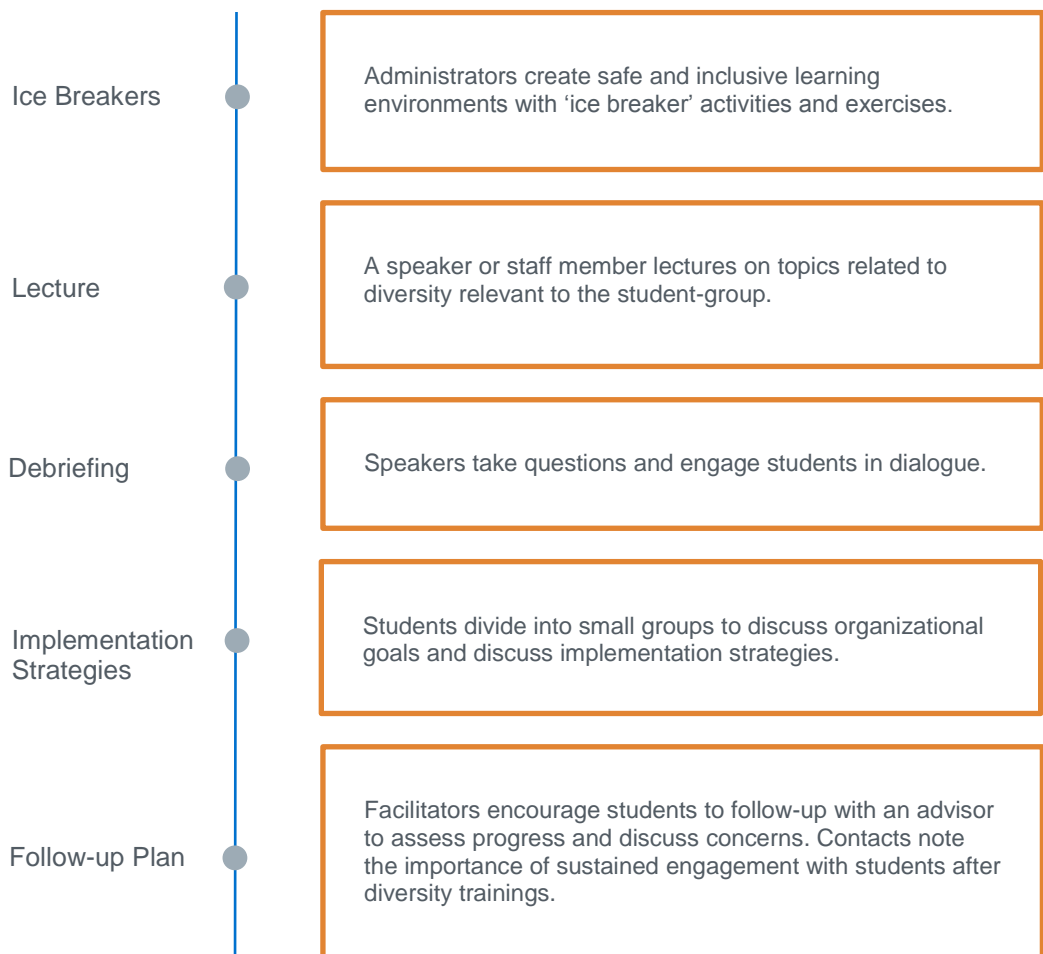 Ice Breakers
Administrators create safe and inclusive learning
environments with ‘ice breaker’ activities and exercises.
Lecture
A speaker or staff member lectures on topics related to
diversity relevant to the student-group.
Debriefing
Speakers take questions and engage students in dialogue.
Implementation
Strategies
Students divide into small groups to discuss organizational
goals and discuss implementation strategies.
Follow-up Plan
Facilitators encourage students to follow-up with an advisor
to assess progress and discuss concerns. Contacts note
the importance of sustained engagement with students after
diversity trainings.